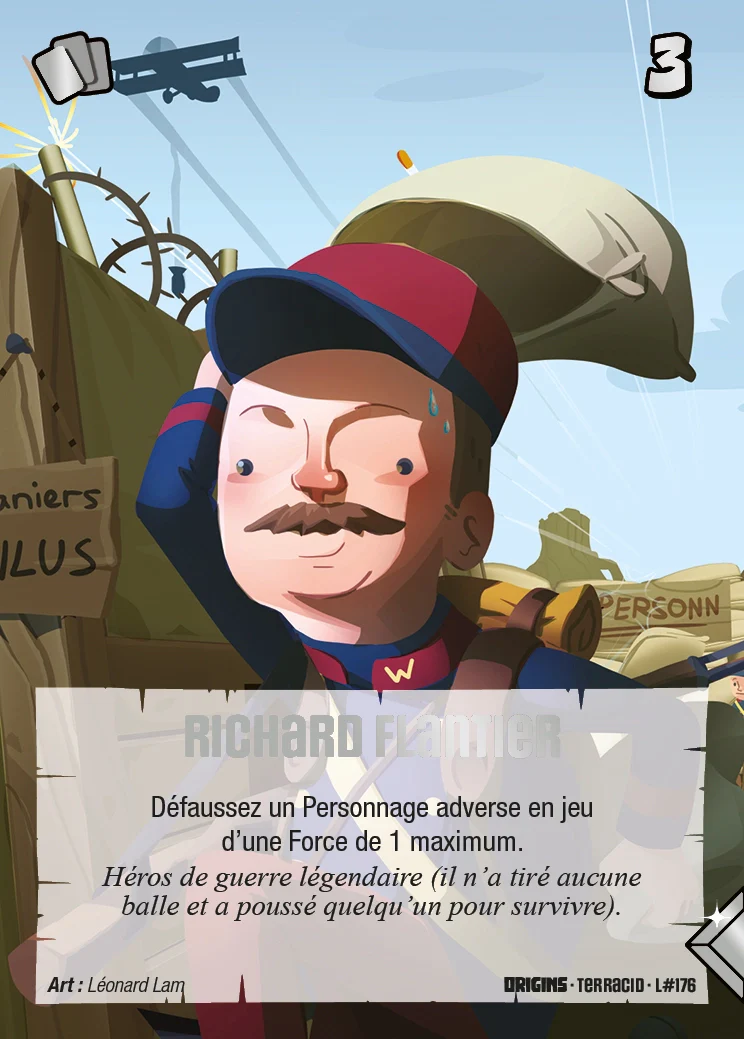 3
aniers
ILUS
PERSONN
W
RICHARD FLANTIER
Défaussez un Personnage adverse en jeu
d'une Force de 1 maximum.
Héros de guerre légendaire (il n'a tiré aucune
balle et a poussé quelqu'un pour survivre).
Art : Léonard Lam
ORIGINS · TERRACID · L#176